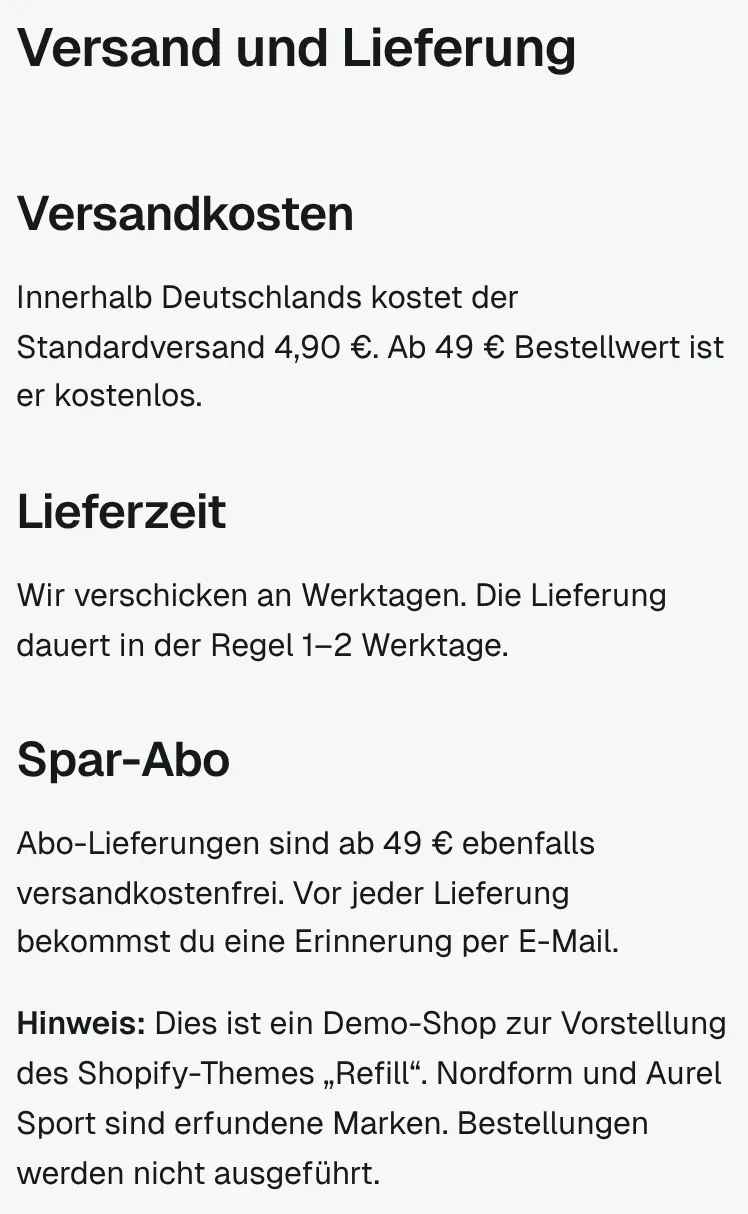 Versand und Lieferung
Versandkosten
Innerhalb Deutschlands kostet der
Standardversand 4,90 €. Ab 49 € Bestellwert ist
er kostenlos.
Lieferzeit
Wir verschicken an Werktagen. Die Lieferung
dauert in der Regel 1–2 Werktage.
Spar-Abo
Abo-Lieferungen sind ab 49 € ebenfalls
versandkostenfrei. Vor jeder Lieferung
bekommst du eine Erinnerung per E-Mail.
Hinweis: Dies ist ein Demo-Shop zur Vorstellung
des Shopify-Themes „Refill“. Nordform und Aurel
Sport sind erfundene Marken. Bestellungen
werden nicht ausgeführt.